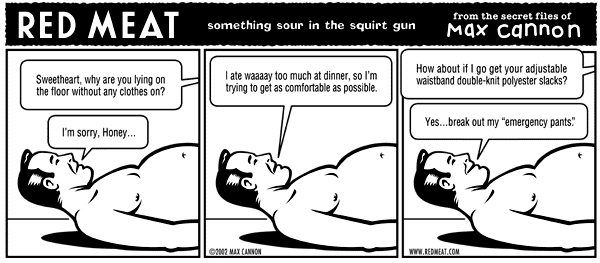 RED MEAT
something sour in the squirt gun
from the secret files of
Max cannon
Sweetheart, why are you lying on
the floor without any clothes on?
I'm sorry, Honey...
I ate waaaay too much at dinner, so I'm
trying to get as comfortable as possible.
©2002 MAX CANNON
How about if I go get your adjustable
waistband double-knit polyester slacks?
Yes...break out my “emergency pants.”
WWW.REDMEAT.COM